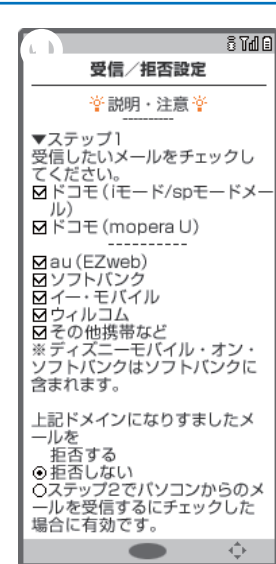 受信／拒否設定
説明・注意
▼ステップ1
受信したいメールをチェックし
てください。
ドコモ（iモード/spモードメー
ル）
ドコモ（mopera U）
----------
au（EZweb）
ソフトバンク
イー・モバイル
ウィルコム
その他携帯など
※ディズニーモバイル・オン・
ソフトバンクはソフトバンクに
含まれます。
上記ドメインになりすましたメ
ールを
拒否する
拒否しない
○ステップ2でパソコンからのメ
ールを受信するにチェックした
場合に有効です。